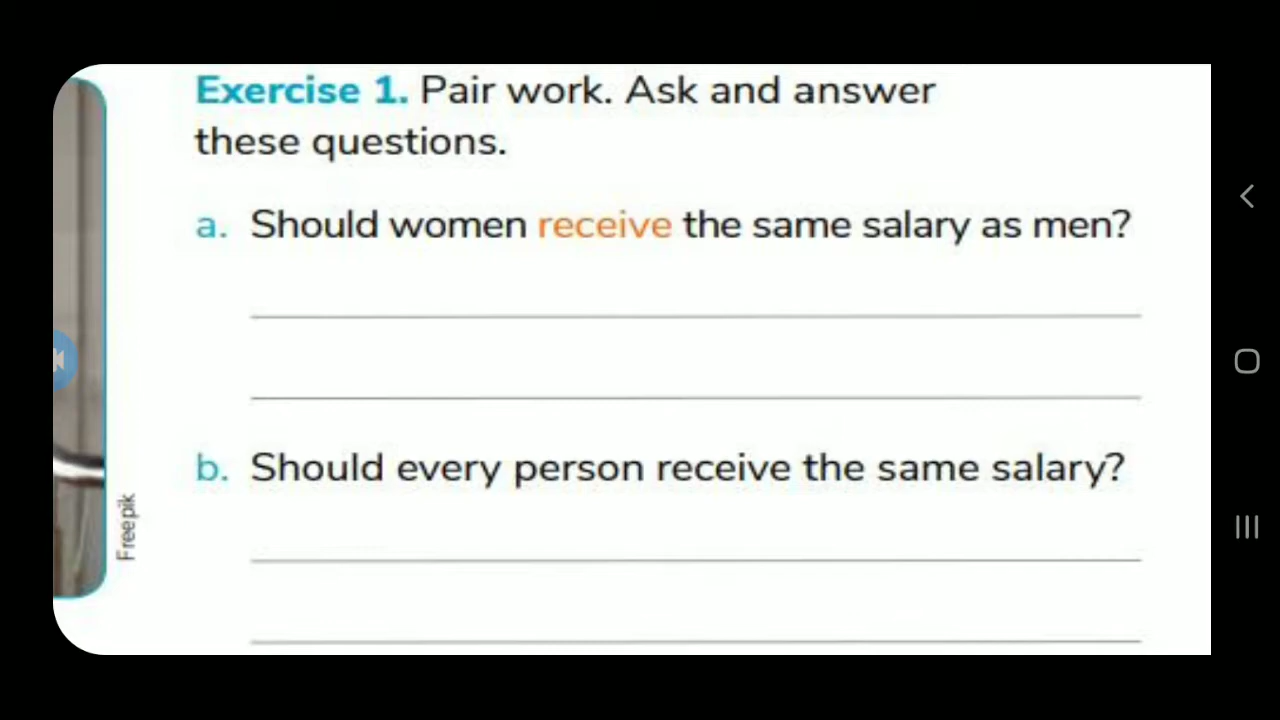 Exercise 1. Pair work. Ask and answer
these questions.
a. Should women receive the same salary as men?
b. Should every person receive the same salary?
Freepik